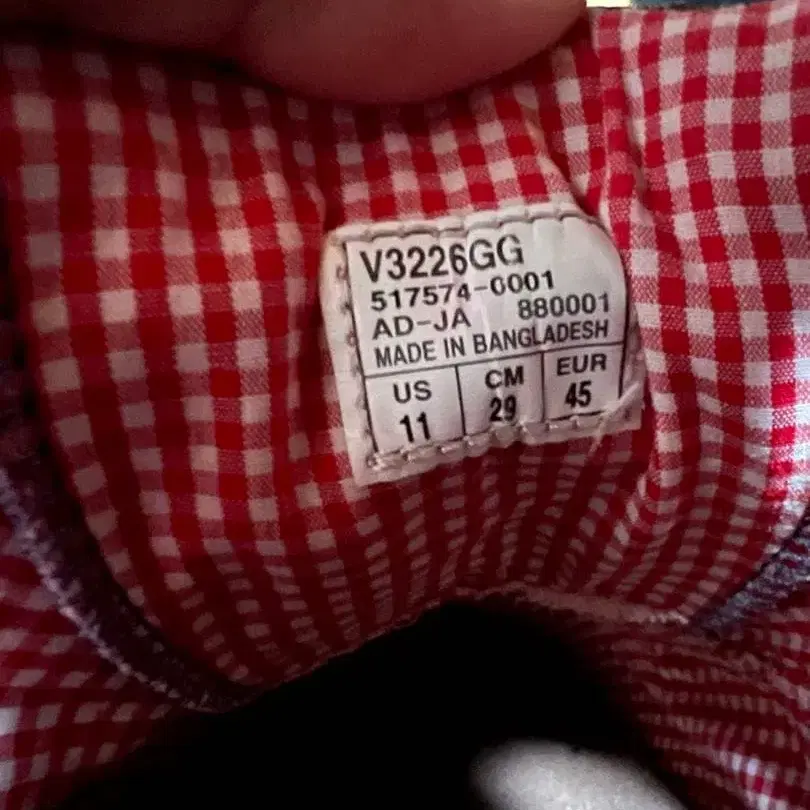 V3226GG
517574-0001
AD-JA 880001
MADE IN BANGLADESH
US CM EUR
11 29 45